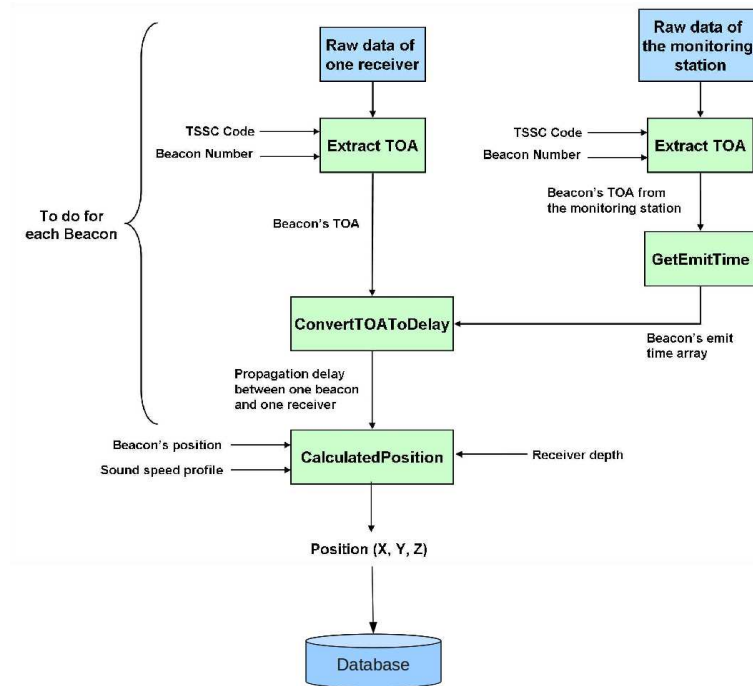 Raw data of
one receiver
Raw data of
the monitoring
station
TSSC Code
Beacon Number
Extract TOA
TSSC Code
Beacon Number
Extract TOA
To do for
each Beacon
Beacon's TOA
Beacon's TOA from
the monitoring station
GetEmitTime
ConvertTOAToDelay
Beacon's emit
time array
Propagation delay
between one beacon
and one receiver
Beacon's position
Sound speed profile
CalculatedPosition
Receiver depth
Position (X, Y, Z)
Database